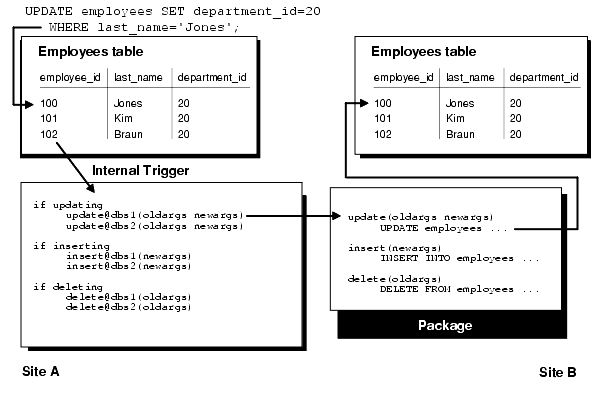 UPDATE employees SET department_id=20
WHERE last_name='Jones';
Employees table
employee_id last_name department_id
100 Jones 20
101 Kim 20
102 Braun 20
Employees table
employee_id last_name department_id
100 Jones 20
101 Kim 20
102 Braun 20
Internal Trigger
if updating
update@dbs1(oldargs newargs)
update@dbs2(oldargs newargs)
if inserting
insert@dbs1(newargs)
insert@dbs2(newargs)
if deleting
delete@dbs1(oldargs)
delete@dbs2(oldargs)
update(oldargs newargs)
UPDATE employees ...
insert(newargs)
INSERT INTO employees ...
delete(oldargs)
DELETE FROM employees ...
Package
Site A
Site B